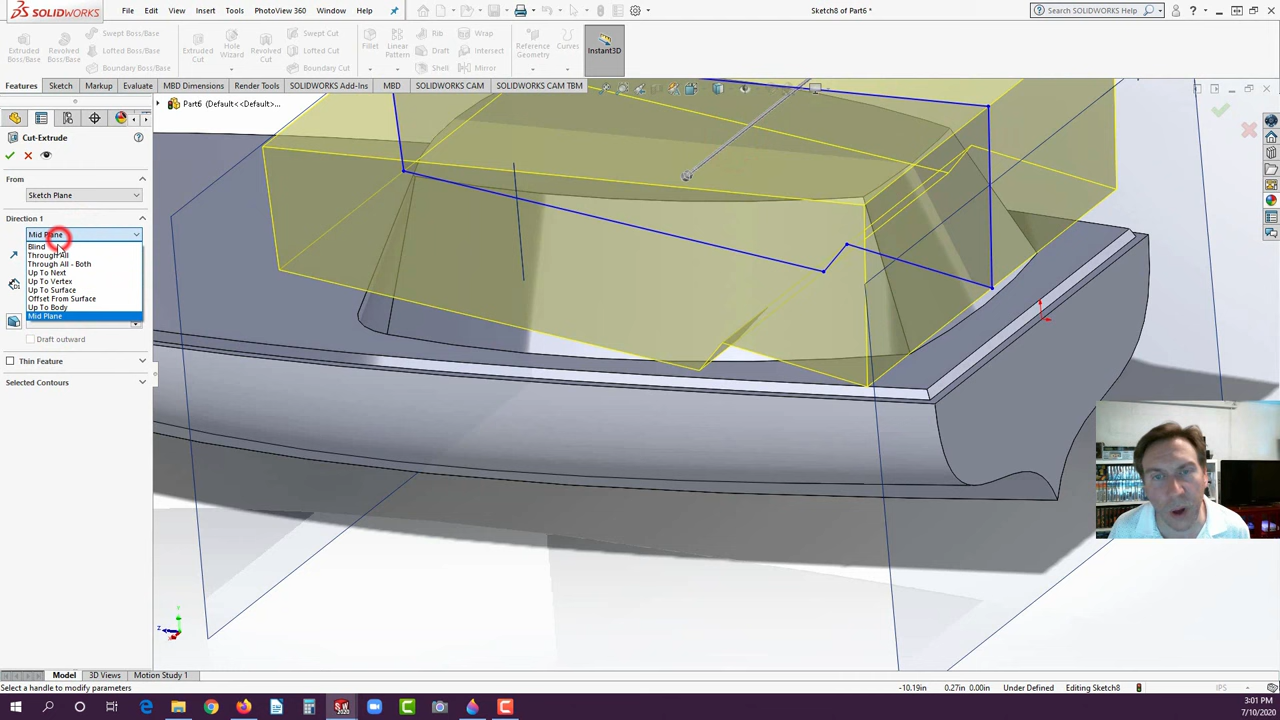 SOLIDWORKS File Edit View Insert Tools PhotoView 360 Window Help Sketch8 of Part6 * Search SOLIDWORKS Help
Extruded Boss/Base
Revolved Boss/Base
Swept Boss/Base
Lofted Boss/Base
Boundary Boss/Base
Extruded Cut
Hole Wizard
Revolved Cut
Swept Cut
Lofted Cut
Boundary Cut
Fillet
Linear Pattern
Rib
Draft
Shell
Wrap
Intersect
Mirror
Reference Geometry
Curves
Instant3D
Features Sketch Markup Evaluate MBD Dimensions Render Tools SOLIDWORKS Add-Ins MBD SOLIDWORKS CAM SOLIDWORKS CAM TBM
Part6 (Default<<Default>...
Cut-Extrude
From
Sketch Plane
Direction 1
Mid Plane
Blind
Through All
Through All - Both
Up To Next
Up To Vertex
Up To Surface
Offset From Surface
Up To Body
Mid Plane
Draft outward
Thin Feature
Selected Contours
Y
Z
Model 3D Views Motion Study 1
Select a handle to modify parameters -10.19in 0.27in 0.00in Under Defined Editing Sketch8 IPS
3:01 PM
7/10/2020